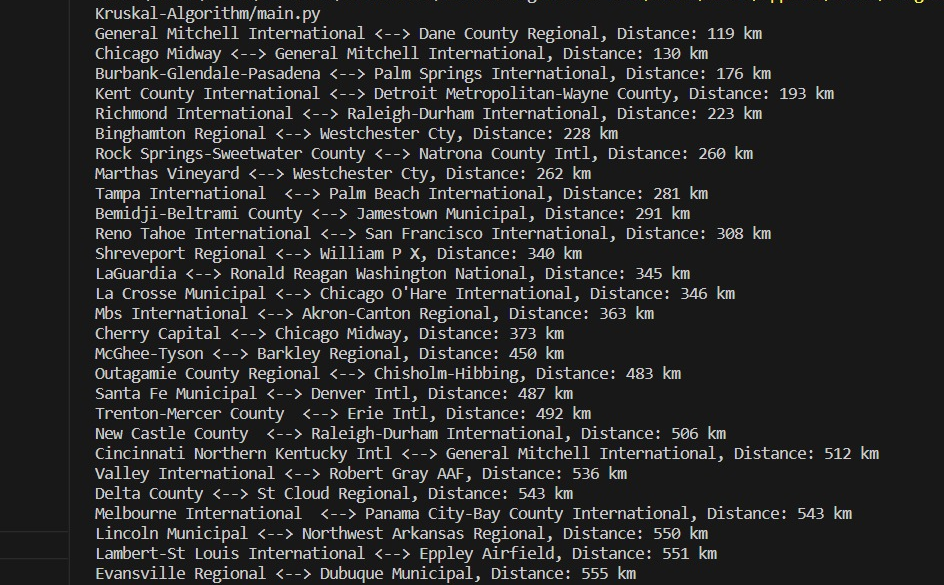 Kruskal-Algorithm/main.py
General Mitchell International <--> Dane County Regional, Distance: 119 km
Chicago Midway <--> General Mitchell International, Distance: 130 km
Burbank-Glendale-Pasadena <--> Palm Springs International, Distance: 176 km
Kent County International <--> Detroit Metropolitan-Wayne County, Distance: 193 km
Richmond International <--> Raleigh-Durham International, Distance: 223 km
Binghamton Regional <--> Westchester Cty, Distance: 228 km
Rock Springs-Sweetwater County <--> Natrona County Intl, Distance: 260 km
Marthas Vineyard <--> Westchester Cty, Distance: 262 km
Tampa International  <--> Palm Beach International, Distance: 281 km
Bemidji-Beltrami County <--> Jamestown Municipal, Distance: 291 km
Reno Tahoe International <--> San Francisco International, Distance: 308 km
Shreveport Regional <--> William P X, Distance: 340 km
LaGuardia <--> Ronald Reagan Washington National, Distance: 345 km
La Crosse Municipal <--> Chicago O'Hare International, Distance: 346 km
Mbs International <--> Akron-Canton Regional, Distance: 363 km
Cherry Capital <--> Chicago Midway, Distance: 373 km
McGhee-Tyson <--> Barkley Regional, Distance: 450 km
Outagamie County Regional <--> Chisholm-Hibbing, Distance: 483 km
Santa Fe Municipal <--> Denver Intl, Distance: 487 km
Trenton-Mercer County  <--> Erie Intl, Distance: 492 km
New Castle County  <--> Raleigh-Durham International, Distance: 506 km
Cincinnati Northern Kentucky Intl <--> General Mitchell International, Distance: 512 km
Valley International <--> Robert Gray AAF, Distance: 536 km
Delta County <--> St Cloud Regional, Distance: 543 km
Melbourne International  <--> Panama City-Bay County International, Distance: 543 km
Lincoln Municipal <--> Northwest Arkansas Regional, Distance: 550 km
Lambert-St Louis International <--> Eppley Airfield, Distance: 551 km
Evansville Regional <--> Dubuque Municipal, Distance: 555 km